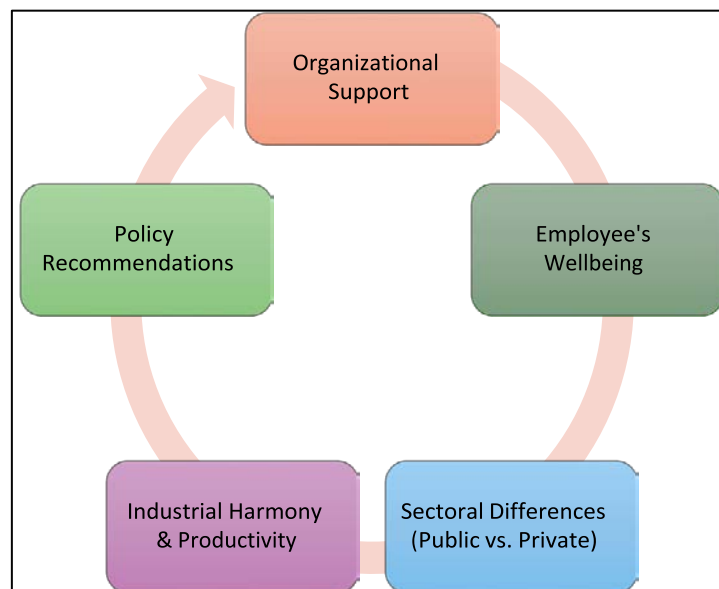 Organizational
Support
Employee's
Wellbeing
Sectoral Differences
(Public vs. Private)
Industrial Harmony
& Productivity
Policy
Recommendations